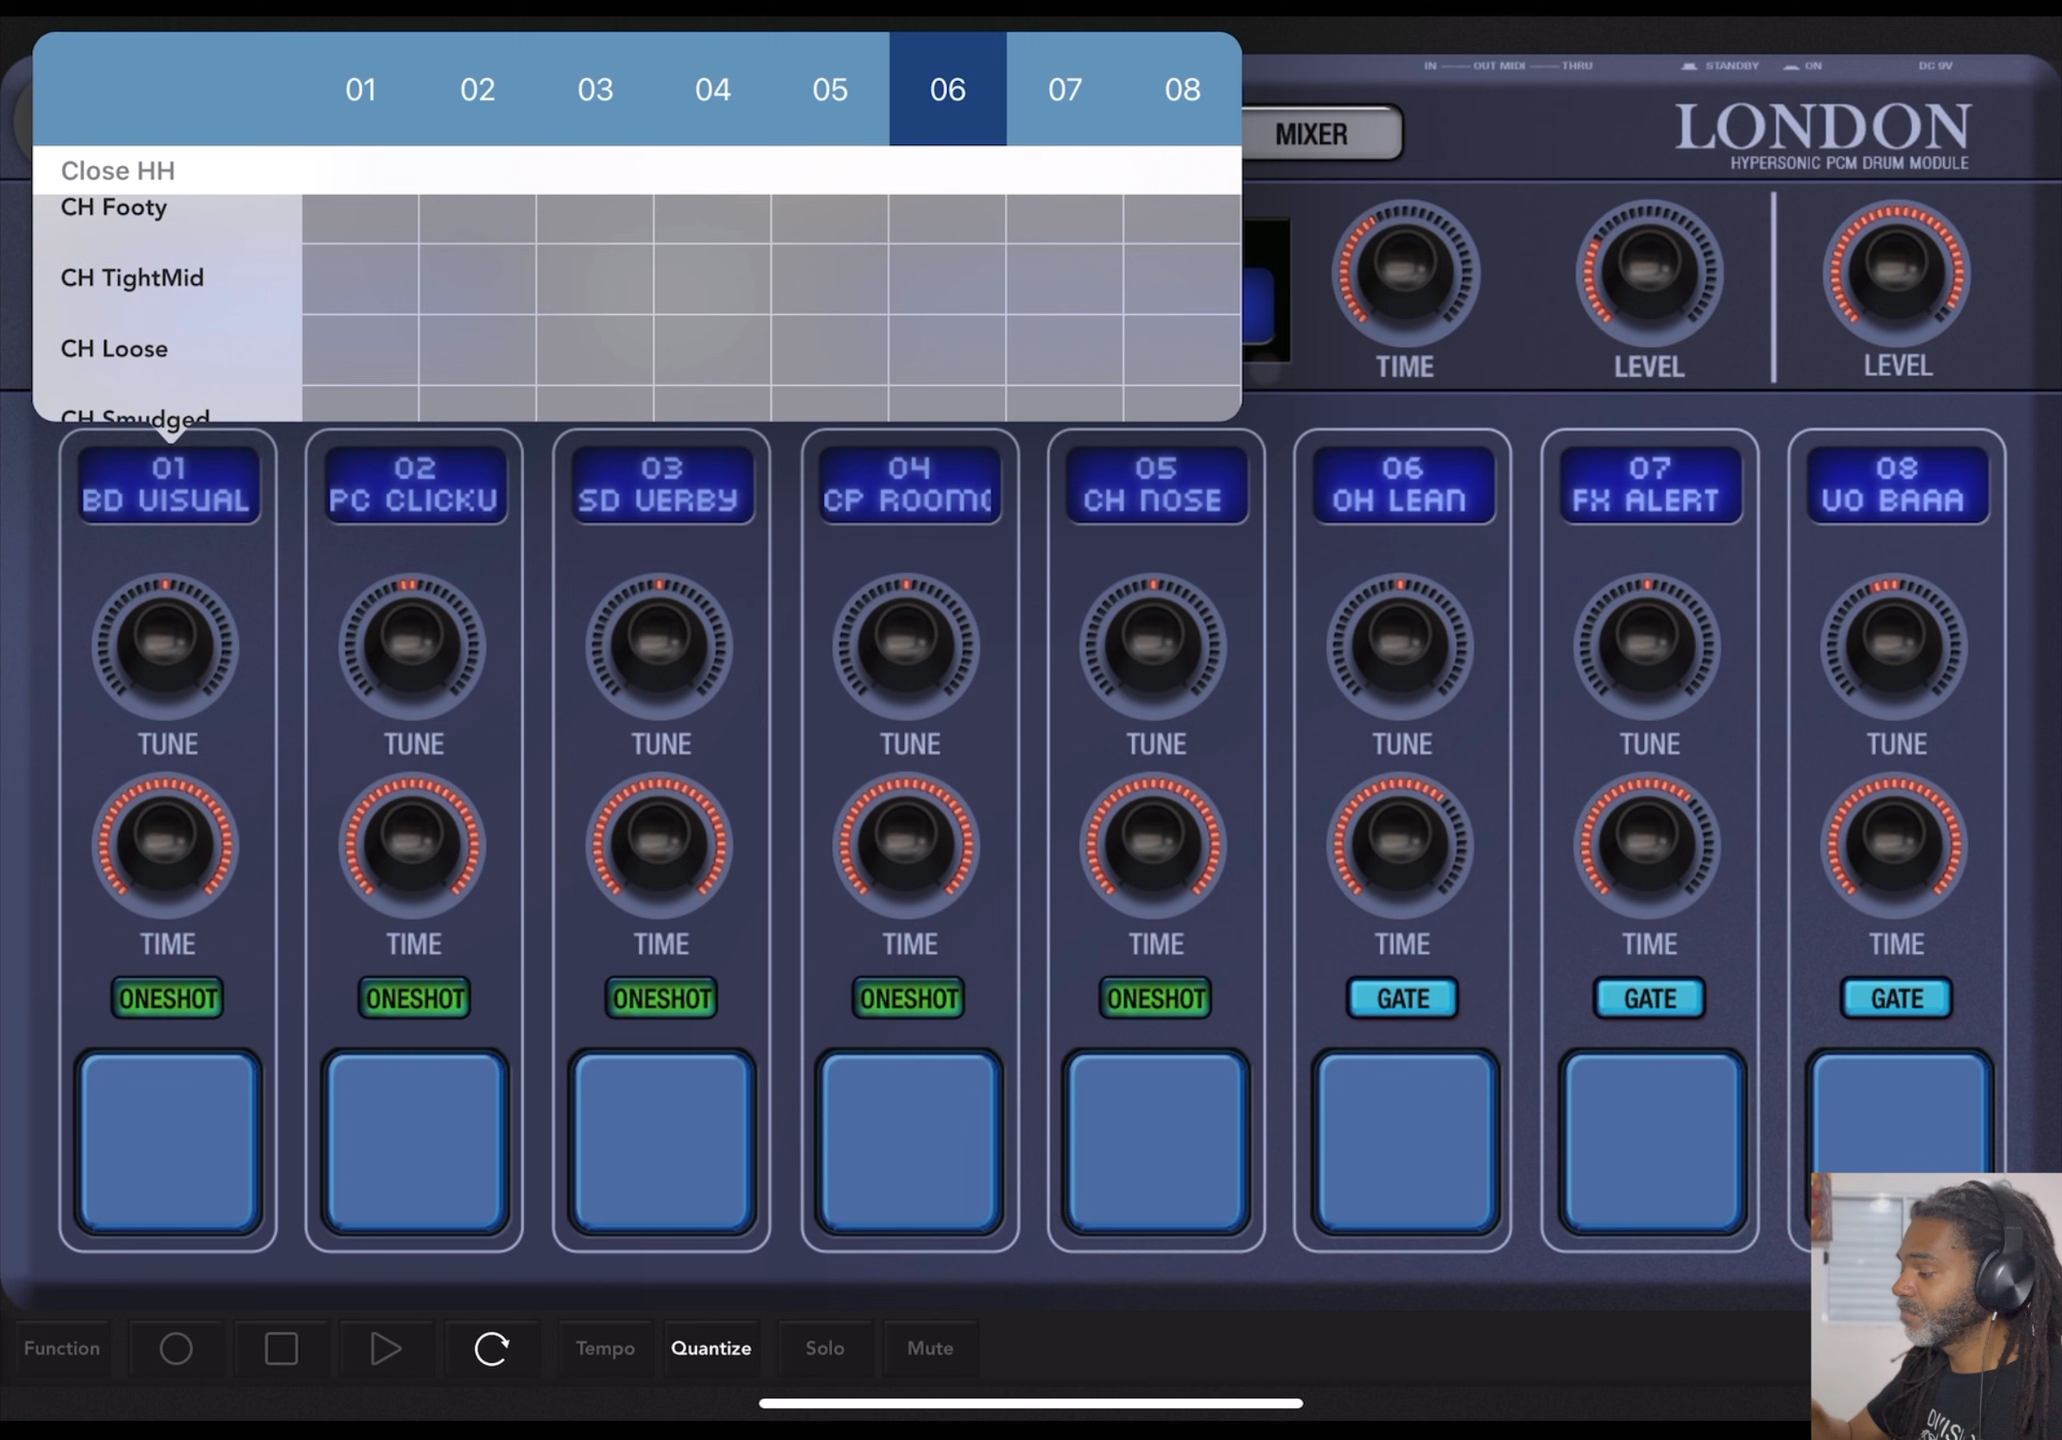 01 02 03 04 05 06 07 08
IN OUT MIDI THRU STANDBY ON DC 9V
MIXER
LONDON
HYPERSONIC PCM DRUM MODULE
Close HH
CH Footy
CH TightMid
CH Loose
CH Smudged
TIME LEVEL LEVEL
01 02 03 04 05 06 07 08
BD VISUAL PC CLICKV SD VERBY CP ROOMC CH NOSE OH LEAN FX ALERT VO BAAA
TUNE TUNE TUNE TUNE TUNE TUNE TUNE TUNE
TIME TIME TIME TIME TIME TIME TIME TIME
ONESHOT ONESHOT ONESHOT ONESHOT ONESHOT GATE GATE GATE
Function Tempo Quantize Solo Mute